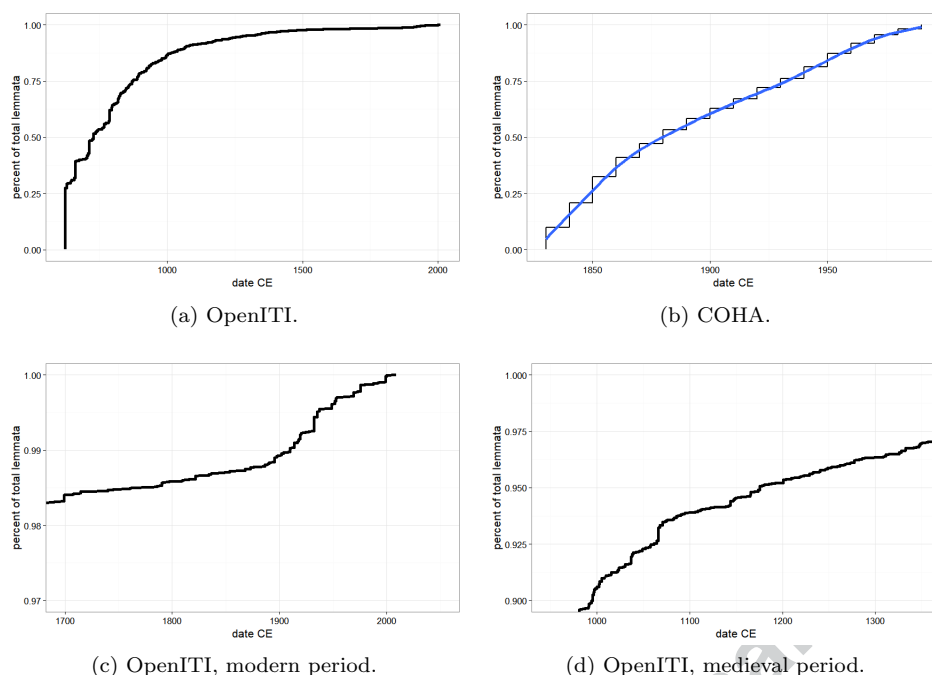 1.00
0.75
0.50
0.25
0.00
percent of total lemmata
1000
1500
2000
date CE
(a) OpenITI.
1.00
0.75
0.50
0.25
0.00
percent of total lemmata
1850
1900
1950
date CE
(b) COHA.
1.00
0.99
0.98
0.97
percent of total lemmata
1700
1800
1900
2000
date CE
(c) OpenITI, modern period.
1.000
0.975
0.950
0.925
0.900
percent of total lemmata
1000
1100
1200
1300
date CE
(d) OpenITI, medieval period.